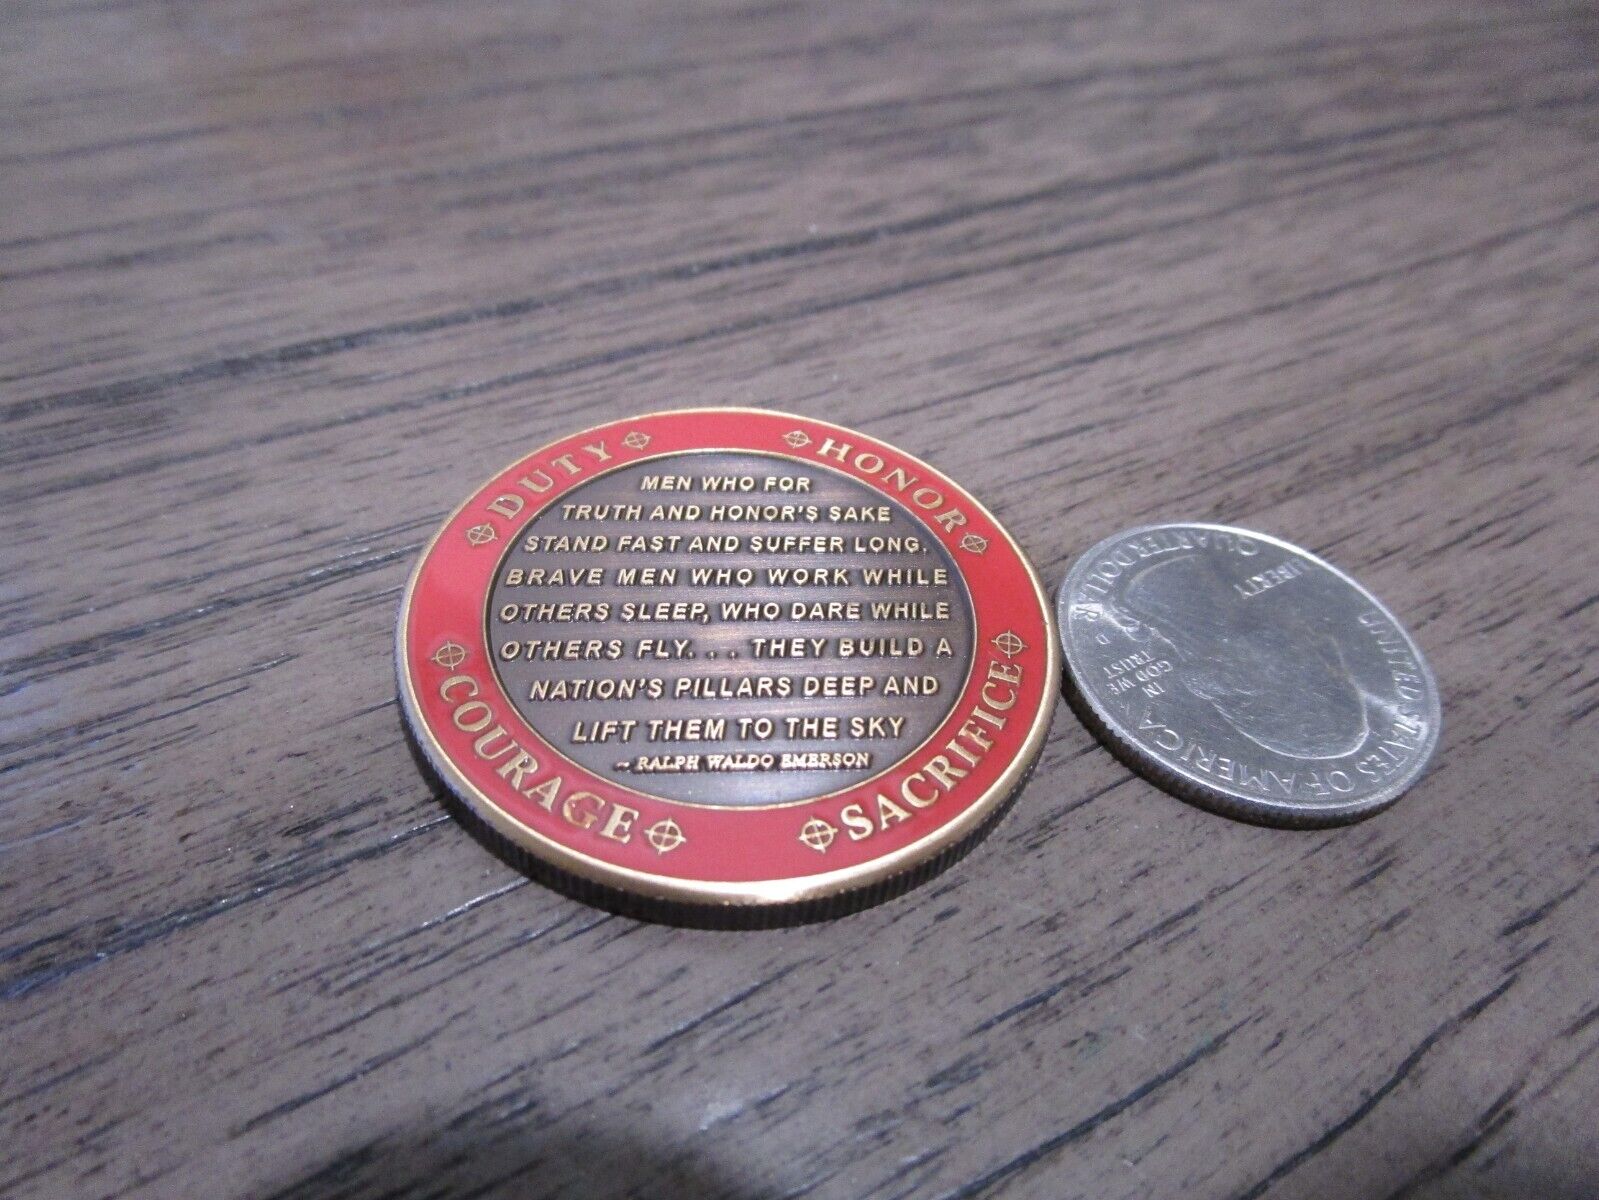 DUTY
HONOR
COURAGE
SACRIFICE
MEN WHO FOR
TRUTH AND HONOR'S SAKE
STAND FAST AND SUFFER LONG.
BRAVE MEN WHO WORK WHILE
OTHERS SLEEP, WHO DARE WHILE
OTHERS FLY. . . THEY BUILD A
NATION'S PILLARS DEEP AND
LIFT THEM TO THE SKY
~ RALPH WALDO EMERSON
UNITED STATES OF AMERICA
LIBERTY
IN
GOD WE
TRUST
D
QUARTER DOLLAR